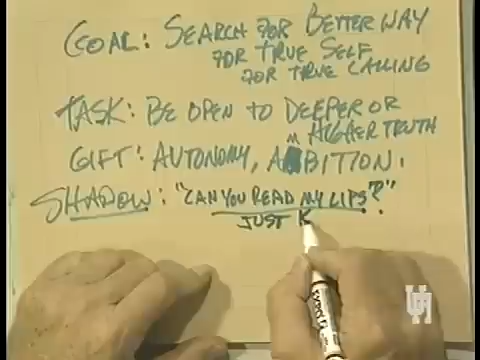 GOAL: SEARCH FOR BETTER WAY
FOR TRUE SELF
FOR TRUE CALLING
TASK: BE OPEN TO DEEPER OR
" HIGHER TRUTH
GIFT: AUTONOMY, AMBITION.
SHADOW: "CAN YOU READ MY LIPS?"
JUST K
UH